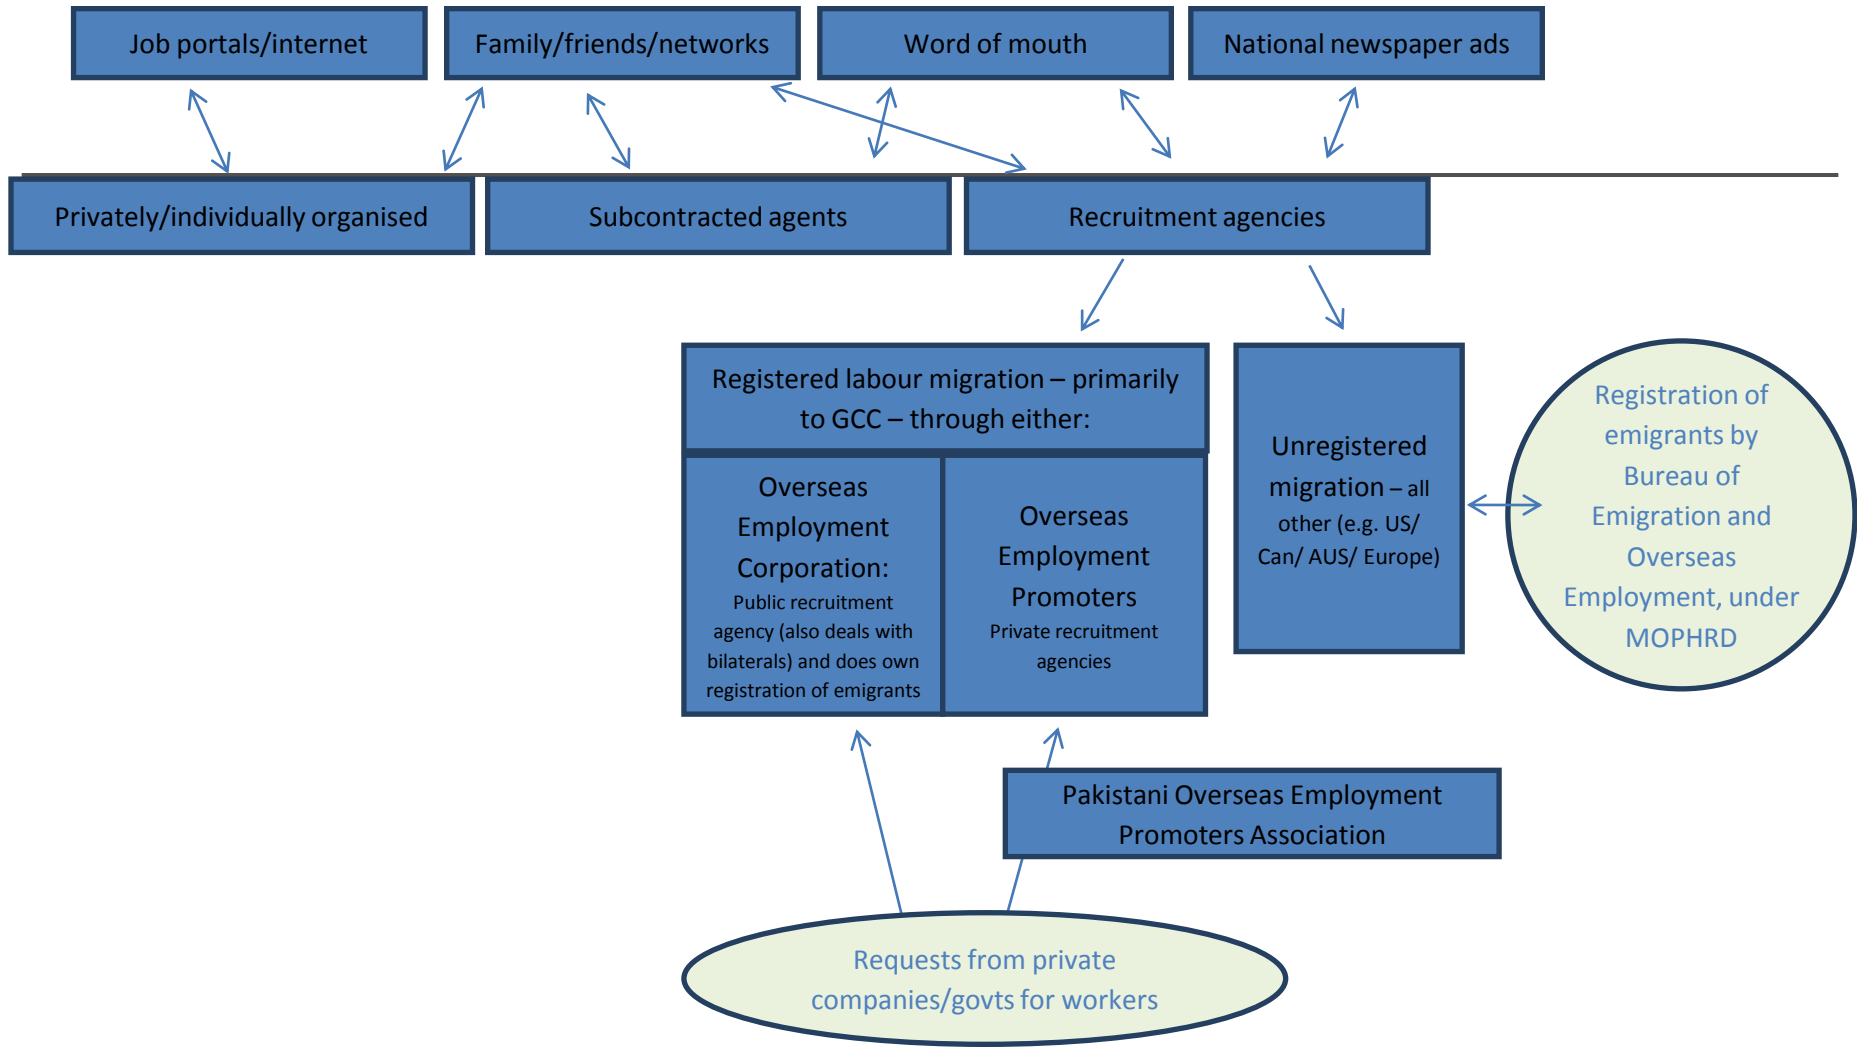 Job portals/internet
Family/friends/networks
Word of mouth
National newspaper ads
Privately/individually organised
Subcontracted agents
Recruitment agencies
Registered labour migration – primarily
to GCC – through either:
Overseas
Employment
Corporation:
Public recruitment
agency (also deals with
bilaterals) and does own
registration of emigrants
Overseas
Employment
Promoters
Private recruitment
agencies
Unregistered
migration – all
other (e.g. US/
Can/ AUS/ Europe)
Registration of
emigrants by
Bureau of
Emigration and
Overseas
Employment, under
MOPHRD
Pakistani Overseas Employment
Promoters Association
Requests from private
companies/govts for workers